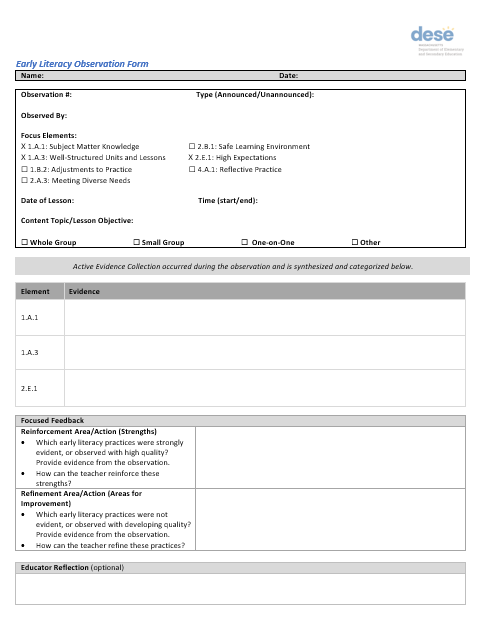 dese
Massachusetts
Department of Elementary
and Secondary Education
Early Literacy Observation Form
Name: Date:
Observation #: Type (Announced/Unannounced):
Observed By:
Focus Elements:
X 1.A.1: Subject Matter Knowledge ☐ 2.B.1: Safe Learning Environment
X 1.A.3: Well-Structured Units and Lessons X 2.E.1: High Expectations
☐ 1.B.2: Adjustments to Practice ☐ 4.A.1: Reflective Practice
☐ 2.A.3: Meeting Diverse Needs
Date of Lesson: Time (start/end):
Content Topic/Lesson Objective:
☐ Whole Group ☐ Small Group ☐ One-on-One ☐ Other
Active Evidence Collection occurred during the observation and is synthesized and categorized below.
Element Evidence
1.A.1
1.A.3
2.E.1
Focused Feedback
Reinforcement Area/Action (Strengths)
• Which early literacy practices were strongly
evident, or observed with high quality?
Provide evidence from the observation.
• How can the teacher reinforce these
strengths?
Refinement Area/Action (Areas for
Improvement)
• Which early literacy practices were not
evident, or observed with developing quality?
Provide evidence from the observation.
• How can the teacher refine these practices?
Educator Reflection (optional)